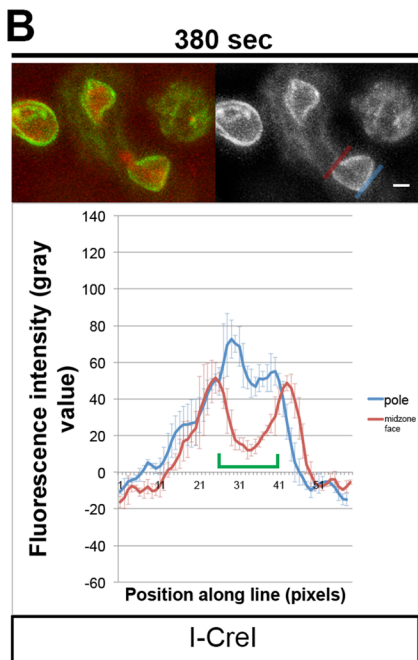 B
380 sec
140
120
100
80
60
40
20
0
-20
-40
-60
1 11 21 31 41 51
Fluorescence intensity (gray
value)
pole
midzone
face
Position along line (pixels)
I-CreI